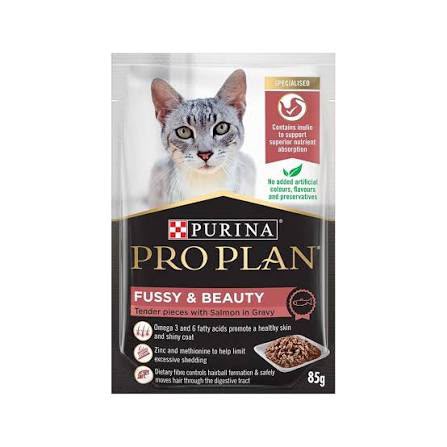 SPECIALISED
Contains inulin
to support
superior nutrient
absorption
No added artificial
colours, flavours
and preservatives
PURINA
PRO PLAN
FUSSY & BEAUTY
Tender pieces with Salmon in Gravy
Omega 3 and 6 fatty acids promote a healthy skin
and shiny coat
Zinc and methionine to help limit
excessive shedding
Dietary fibre controls hairball formation & safely
moves hair through the digestive tract
85g